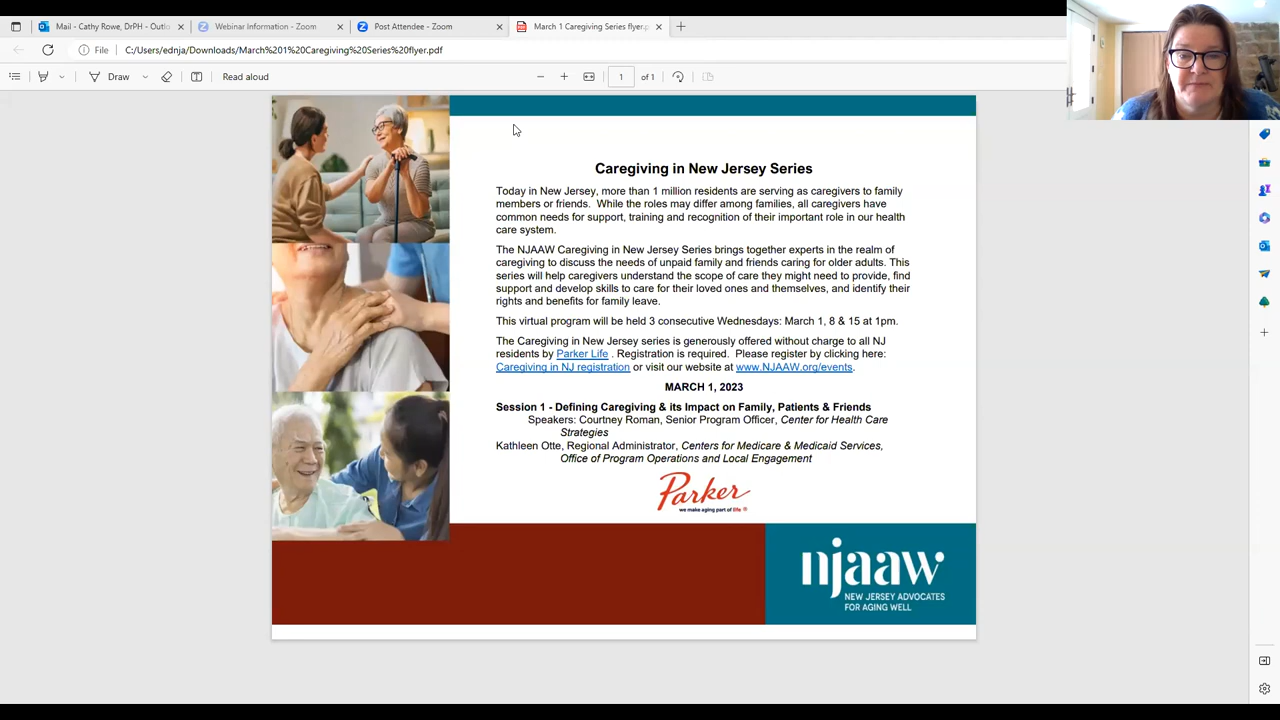 Mail - Cathy Rowe, DrPH - Outl
Webinar Information - Zoom
Post Attendee - Zoom
March 1 Caregiving Series flyer.p
File
C:/Users/ednja/Downloads/March%201%20Caregiving%20Series%20flyer.pdf
Draw
Read aloud
1
of 1
Caregiving in New Jersey Series
Today in New Jersey, more than 1 million residents are serving as caregivers to family
members or friends. While the roles may differ among families, all caregivers have
common needs for support, training and recognition of their important role in our health
care system.
The NJAAW Caregiving in New Jersey Series brings together experts in the realm of
caregiving to discuss the needs of unpaid family and friends caring for older adults. This
series will help caregivers understand the scope of care they might need to provide, find
support and develop skills to care for their loved ones and themselves, and identify their
rights and benefits for family leave.
This virtual program will be held 3 consecutive Wednesdays: March 1, 8 & 15 at 1pm.
The Caregiving in New Jersey series is generously offered without charge to all NJ
residents by Parker Life . Registration is required. Please register by clicking here:
Caregiving in NJ registration or visit our website at www.NJAAW.org/events.
MARCH 1, 2023
Session 1 - Defining Caregiving & its Impact on Family, Patients & Friends
Speakers: Courtney Roman, Senior Program Officer, Center for Health Care
Strategies
Kathleen Otte, Regional Administrator, Centers for Medicare & Medicaid Services,
Office of Program Operations and Local Engagement
Parker
we make aging part of life ®
njaaw
NEW JERSEY ADVOCATES
FOR AGING WELL